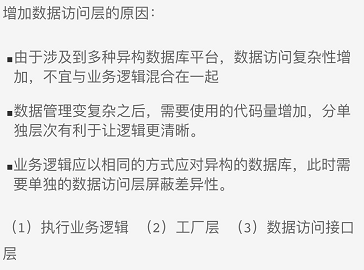 增加数据访问层的原因：
▪由于涉及到多种异构数据库平台，数据访问复杂性增
加，不宜与业务逻辑混合在一起
▪数据管理变复杂之后，需要使用的代码量增加，分单
独层次有利于让逻辑更清晰。
▪业务逻辑应以相同的方式应对异构的数据库，此时需
要单独的数据访问层屏蔽差异性。
（1）执行业务逻辑 （2）工厂层 （3）数据访问接口
层